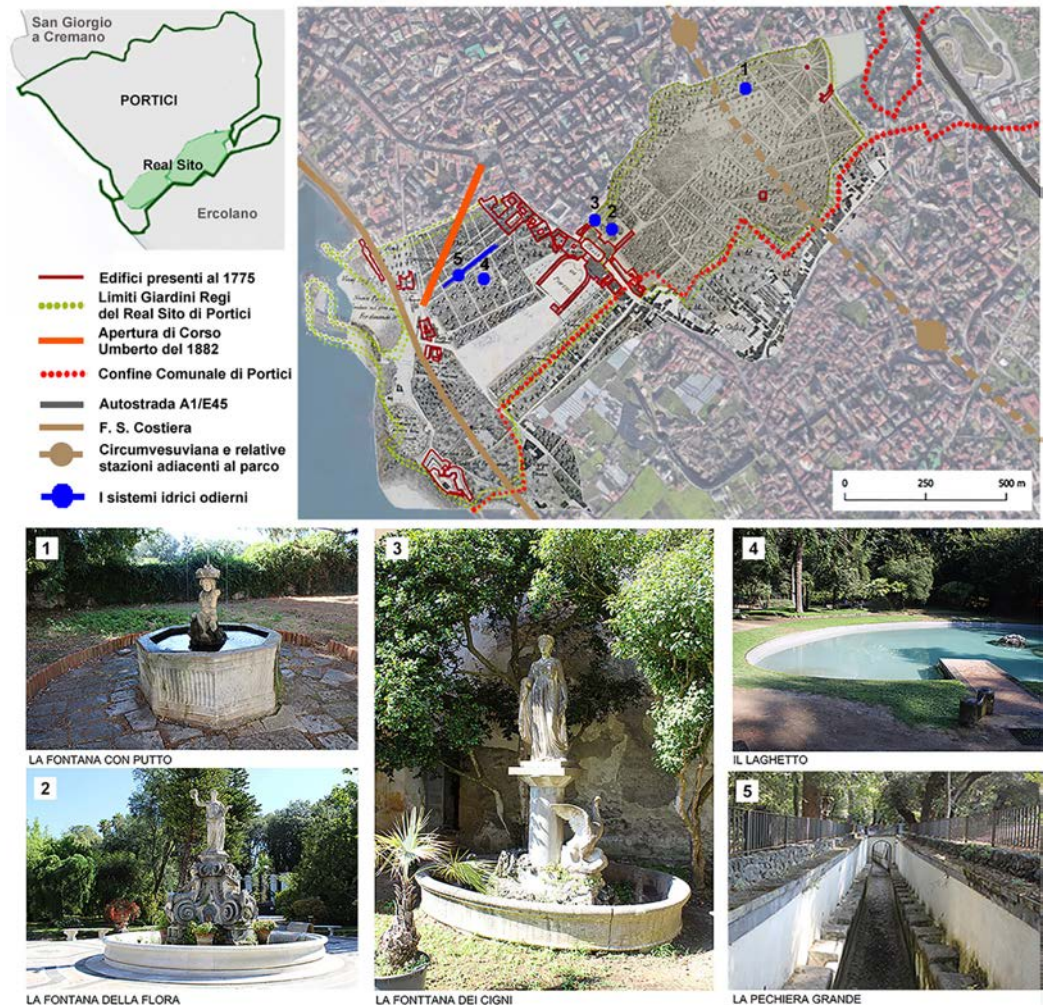 San Giorgio
a Cremano
PORTICI
Real Sito
Ercolano
Edifici presenti al 1775
Limiti Giardini Regi
del Real Sito di Portici
Apertura di Corso
Umberto del 1882
Confine Comunale di Portici
Autostrada A1/E45
F. S. Costiera
Circumvesuviana e relative
stazioni adiacenti al parco
I sistemi idrici odierni
1
2
3
4
5
0 250 500 m
1
LA FONTANA CON PUTTO
2
LA FONTANA DELLA FLORA
3
LA FONTTANA DEI CIGNI
4
IL LAGHETTO
5
LA PECHIERA GRANDE